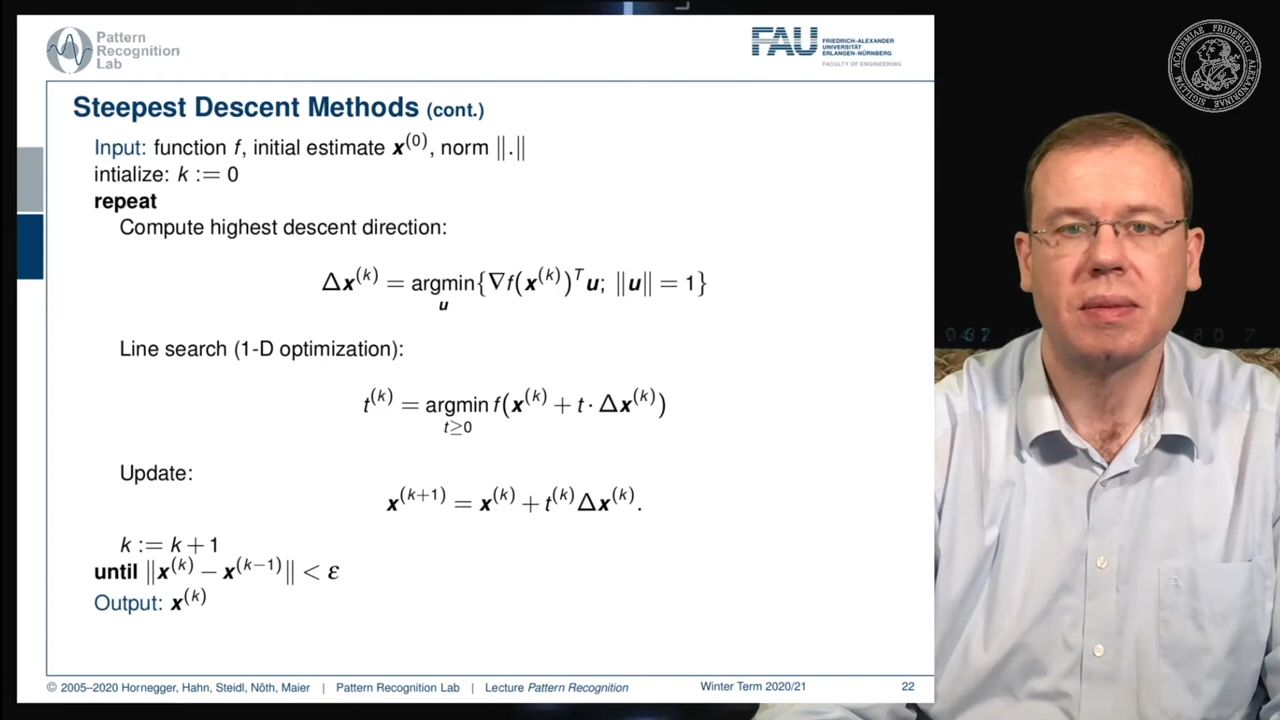 Pattern
Recognition
Lab
FAU
FRIEDRICH-ALEXANDER
UNIVERSITÄT
ERLANGEN-NÜRNBERG
FACULTY OF ENGINEERING
Steepest Descent Methods (cont.)
Input: function f, initial estimate x^(0), norm ‖.‖
intialize: k := 0
repeat
Compute highest descent direction:
Δx^(k) = argmin_u {∇f(x^(k))^T u; ‖u‖ = 1}
Line search (1-D optimization):
t^(k) = argmin_{t≥0} f(x^(k) + t · Δx^(k))
Update:
x^(k+1) = x^(k) + t^(k) Δx^(k).
k := k + 1
until ‖x^(k) − x^(k−1)‖ < ε
Output: x^(k)
© 2005–2020 Hornegger, Hahn, Steidl, Nöth, Maier | Pattern Recognition Lab | Lecture Pattern Recognition Winter Term 2020/21 22